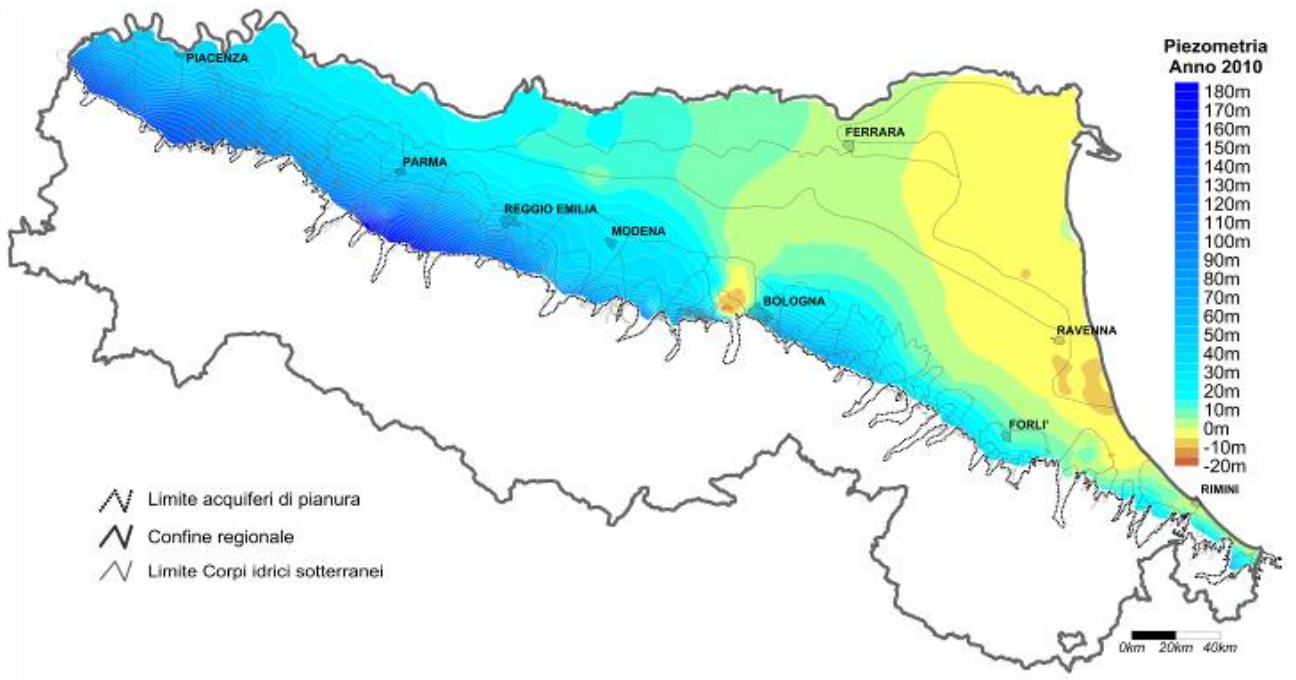 Piezometria
Anno 2010
180m
170m
160m
150m
140m
130m
120m
110m
100m
90m
80m
70m
60m
50m
40m
30m
20m
10m
0m
-10m
-20m
PIACENZA
PARMA
REGGIO EMILIA
MODENA
BOLOGNA
FERRARA
RAVENNA
FORLI'
RIMINI
Limite acquiferi di pianura
Confine regionale
Limite Corpi idrici sotterranei
0km 20km 40km